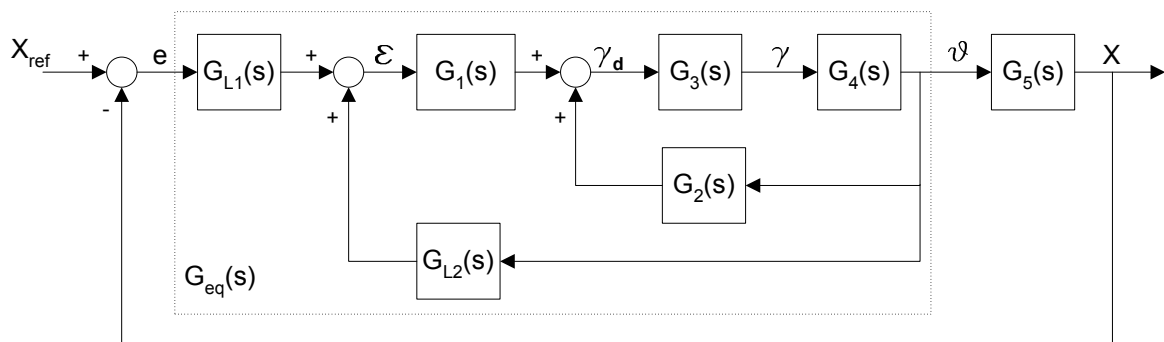 X_ref + - e G_L1(s) + + ε G_1(s) + + γ_d G_3(s) γ G_4(s) ϑ G_5(s) X
G_2(s)
G_L2(s)
G_eq(s)